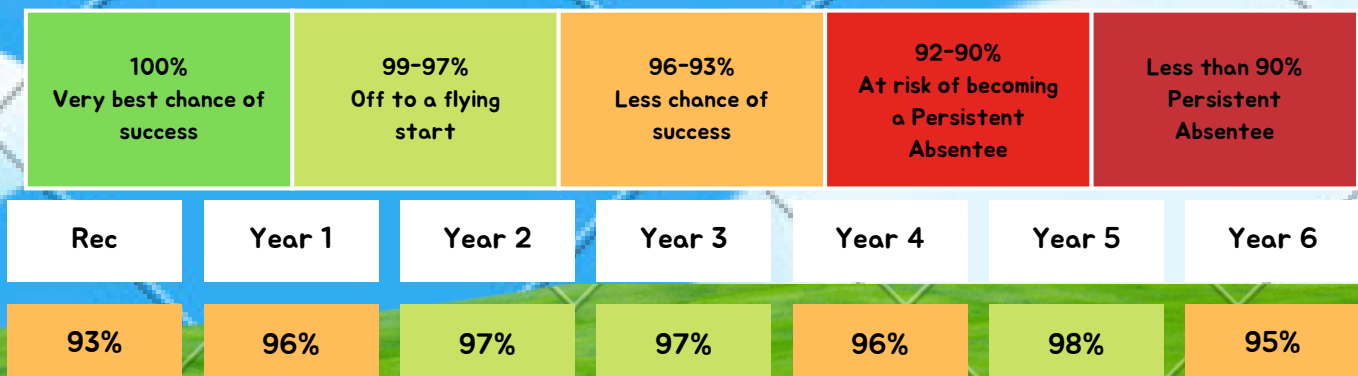 100%
Very best chance of
success
99-97%
Off to a flying
start
96-93%
Less chance of
success
92-90%
At risk of becoming
a Persistent
Absentee
Less than 90%
Persistent
Absentee
Rec
Year 1
Year 2
Year 3
Year 4
Year 5
Year 6
93%
96%
97%
97%
96%
98%
95%